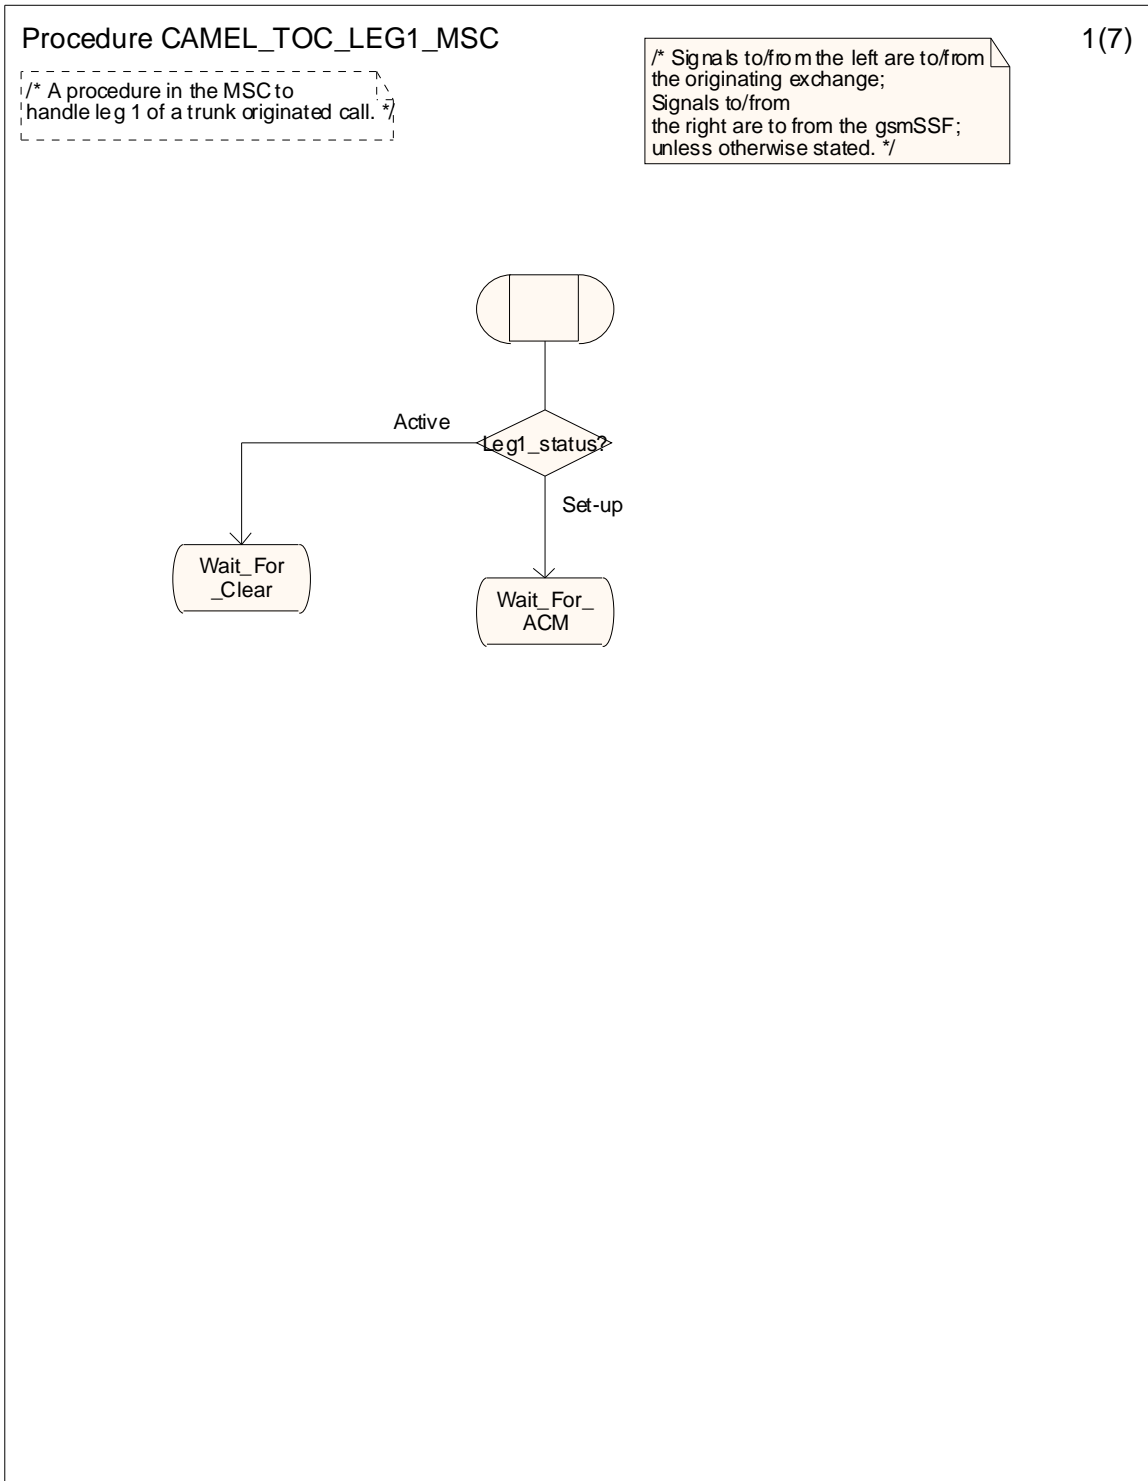 Procedure CAMEL_TOC_LEG1_MSC
1(7)
/* A procedure in the MSC to
handle leg 1 of a trunk originated call. */
/* Signals to/from the left are to/from
the originating exchange;
Signals to/from
the right are to from the gsmSSF;
unless otherwise stated. */
Active
Leg1_status?
Set-up
Wait_For
_Clear
Wait_For_
ACM